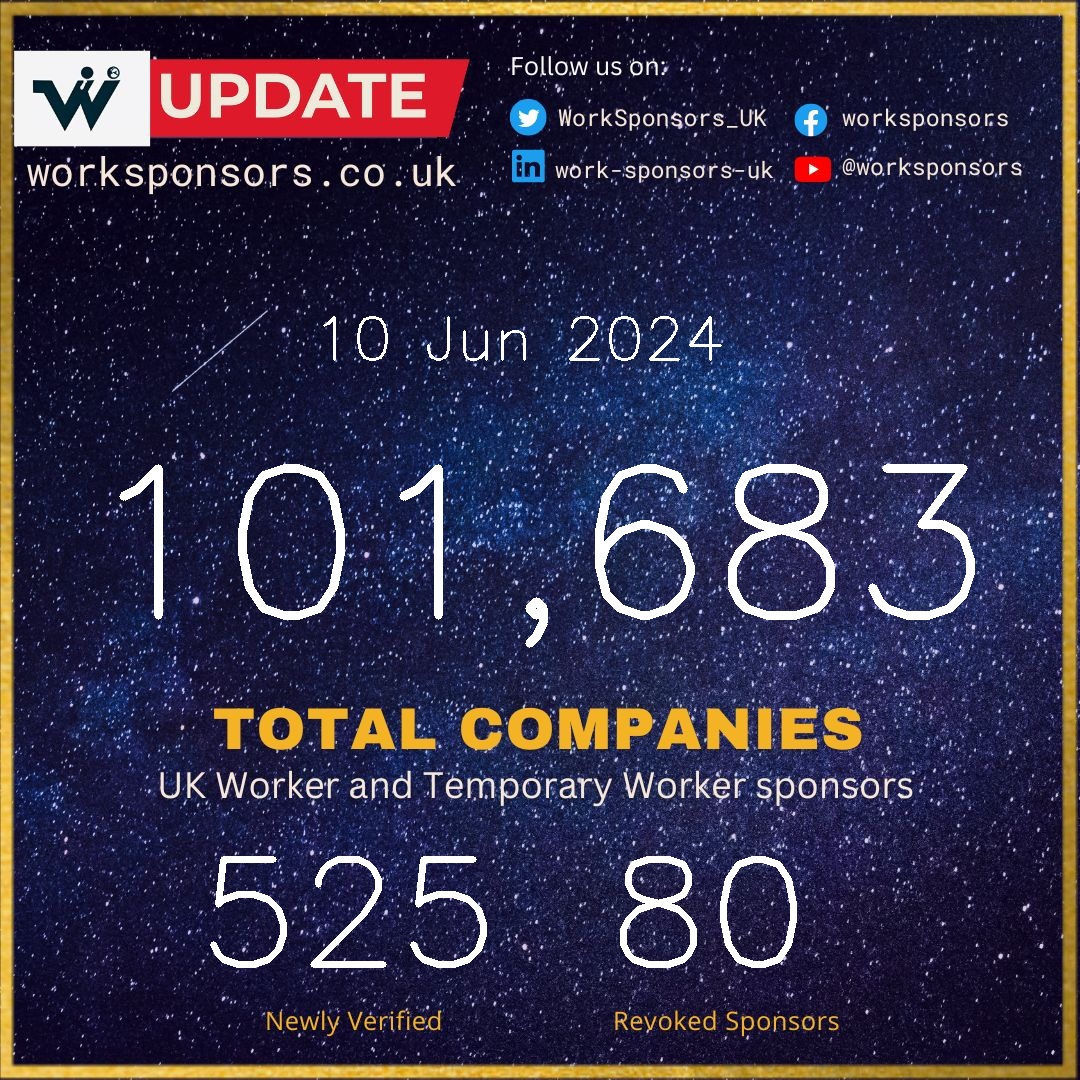 UPDATE
worksponsors.co.uk
Follow us on:
WorkSponsors_UK
worksponsors
work-sponsors-uk
@worksponsors
10 Jun 2024
101,683
TOTAL COMPANIES
UK Worker and Temporary Worker sponsors
525 80
Newly Verified Revoked Sponsors